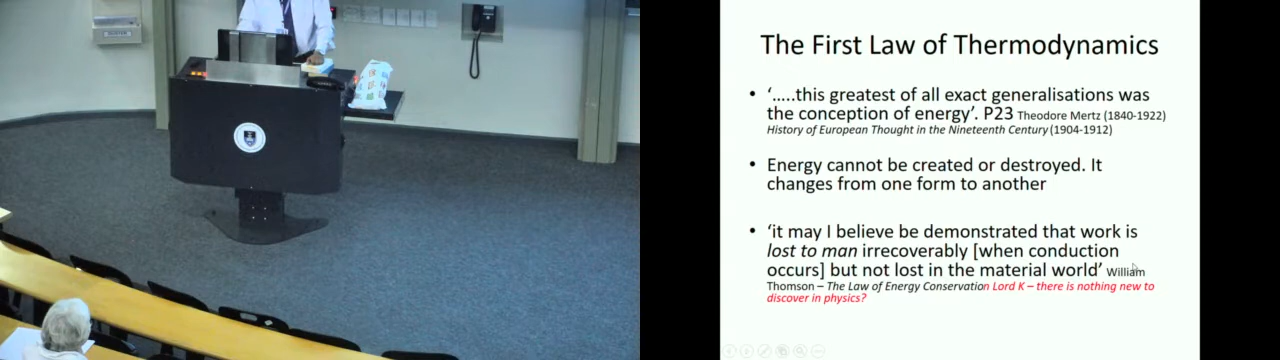 The First Law of Thermodynamics
• ‘…..this greatest of all exact generalisations was
the conception of energy’. P23 Theodore Mertz (1840-1922)
History of European Thought in the Nineteenth Century (1904-1912)
• Energy cannot be created or destroyed. It
changes from one form to another
• ‘it may I believe be demonstrated that work is
lost to man irrecoverably [when conduction
occurs] but not lost in the material world’ William
Thomson – The Law of Energy Conservation Lord K – there is nothing new to
discover in physics?